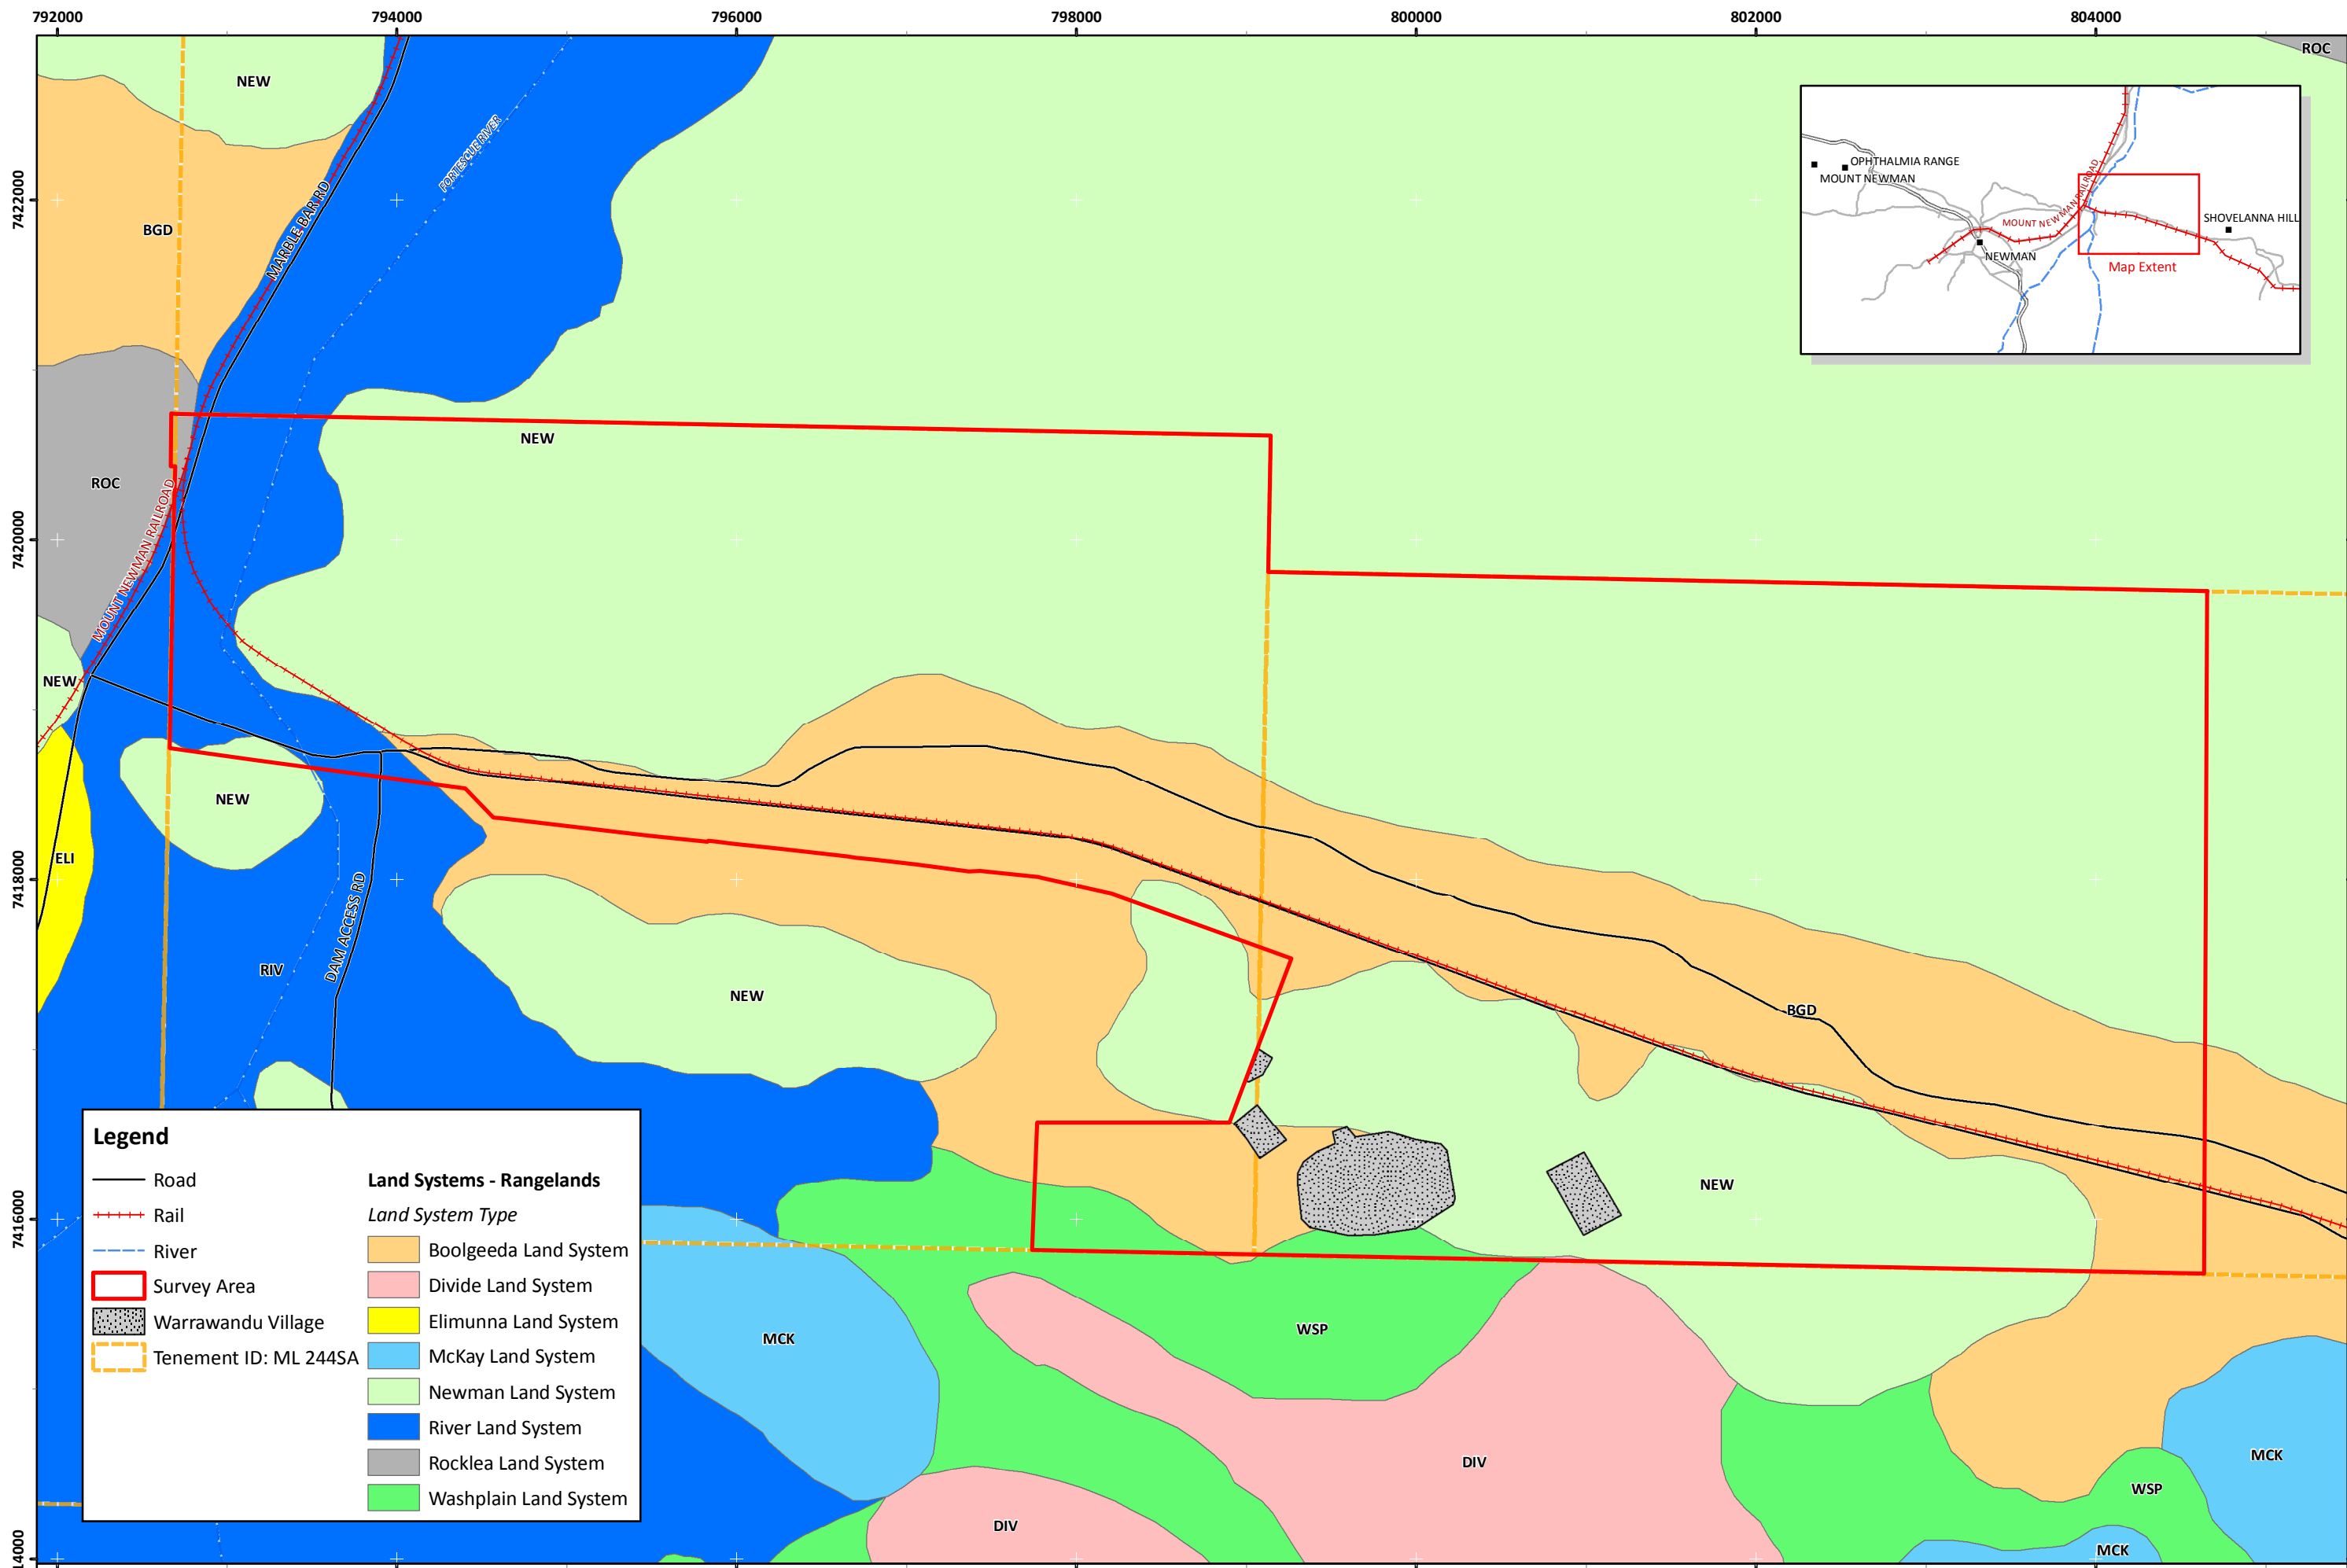 792000
794000
796000
798000
800000
802000
804000
ROC
NEW
FORTESCUE RIVER
OPHTHALMIA RANGE
MOUNT NEWMAN
MOUNT NEWMAN RAILROAD
SHOVELANNA HILL
NEWMAN
Map Extent
7422000
MARBLE BAR RD
BGD
NEW
ROC
7420000
MOUNT NEWMAN RAILROAD
NEW
NEW
ELI
7418000
DAM ACCESS RD
RIV
NEW
BGD
NEW
7416000
MCK
WSP
DIV
MCK
WSP
DIV
MCK
14000
Legend
Road
Rail
River
Survey Area
Warrawandu Village
Tenement ID: ML 244SA
Land Systems - Rangelands
Land System Type
Boolgeeda Land System
Divide Land System
Elimunna Land System
McKay Land System
Newman Land System
River Land System
Rocklea Land System
Washplain Land System